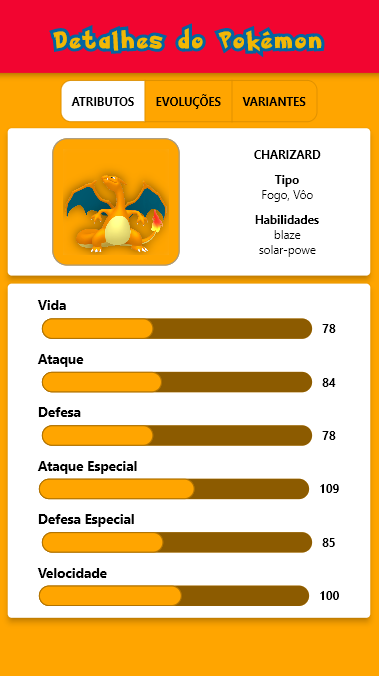 Detalhes do Pokémon
ATRIBUTOS EVOLUÇÕES VARIANTES
CHARIZARD
Tipo
Fogo, Vôo
Habilidades
blaze
solar-powe
Vida
78
Ataque
84
Defesa
78
Ataque Especial
109
Defesa Especial
85
Velocidade
100